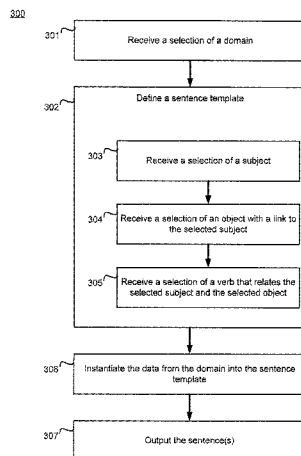 300
301
Receive a selection of a domain
302
Define a sentence template
303
Receive a selection of a subject
304
Receive a selection of an object with a link to
the selected subject
305
Receive a selection of a verb that relates the
selected subject and the selected object
306
Instantiate the data from the domain into the sentence
template
307
Output the sentence(s)